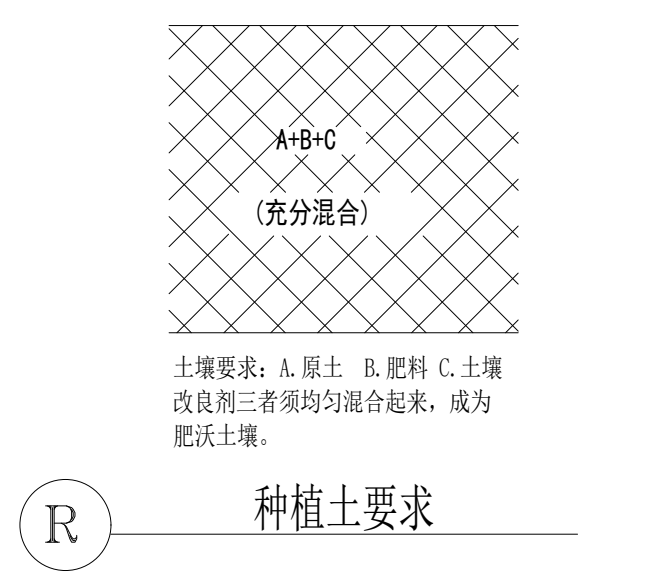 A+B+C
(充分混合)
土壤要求：A.原土 B.肥料 C.土壤
改良剂三者须均匀混合起来，成为
肥沃土壤。
种植土要求
R